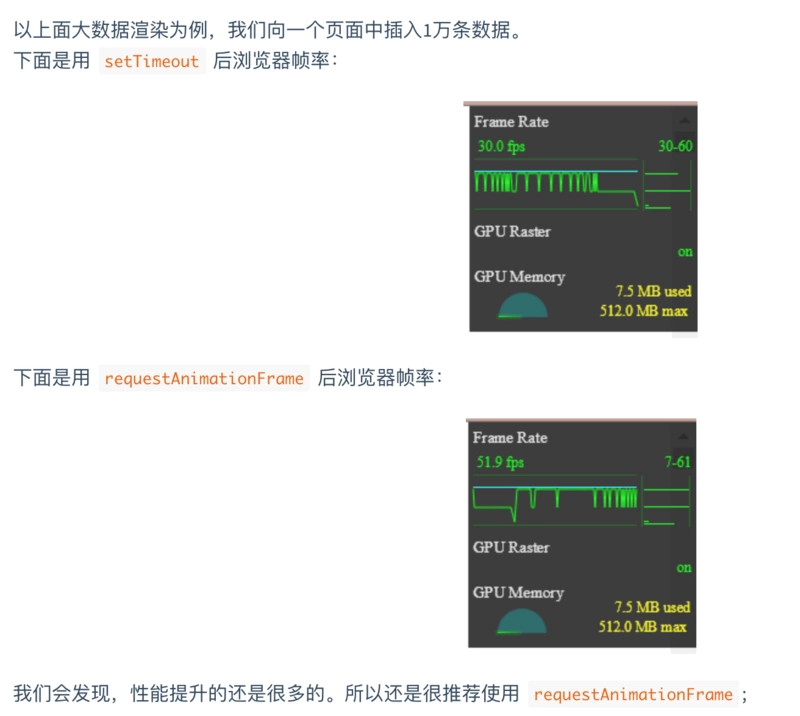 以上面大数据渲染为例，我们向一个页面中插入1万条数据。
下面是用 setTimeout 后浏览器帧率：
Frame Rate
30.0 fps 30-60
GPU Raster
on
GPU Memory
7.5 MB used
512.0 MB max
下面是用 requestAnimationFrame 后浏览器帧率：
Frame Rate
51.9 fps 7-61
GPU Raster
on
GPU Memory
7.5 MB used
512.0 MB max
我们会发现，性能提升的还是很多的。所以还是很推荐使用 requestAnimationFrame；